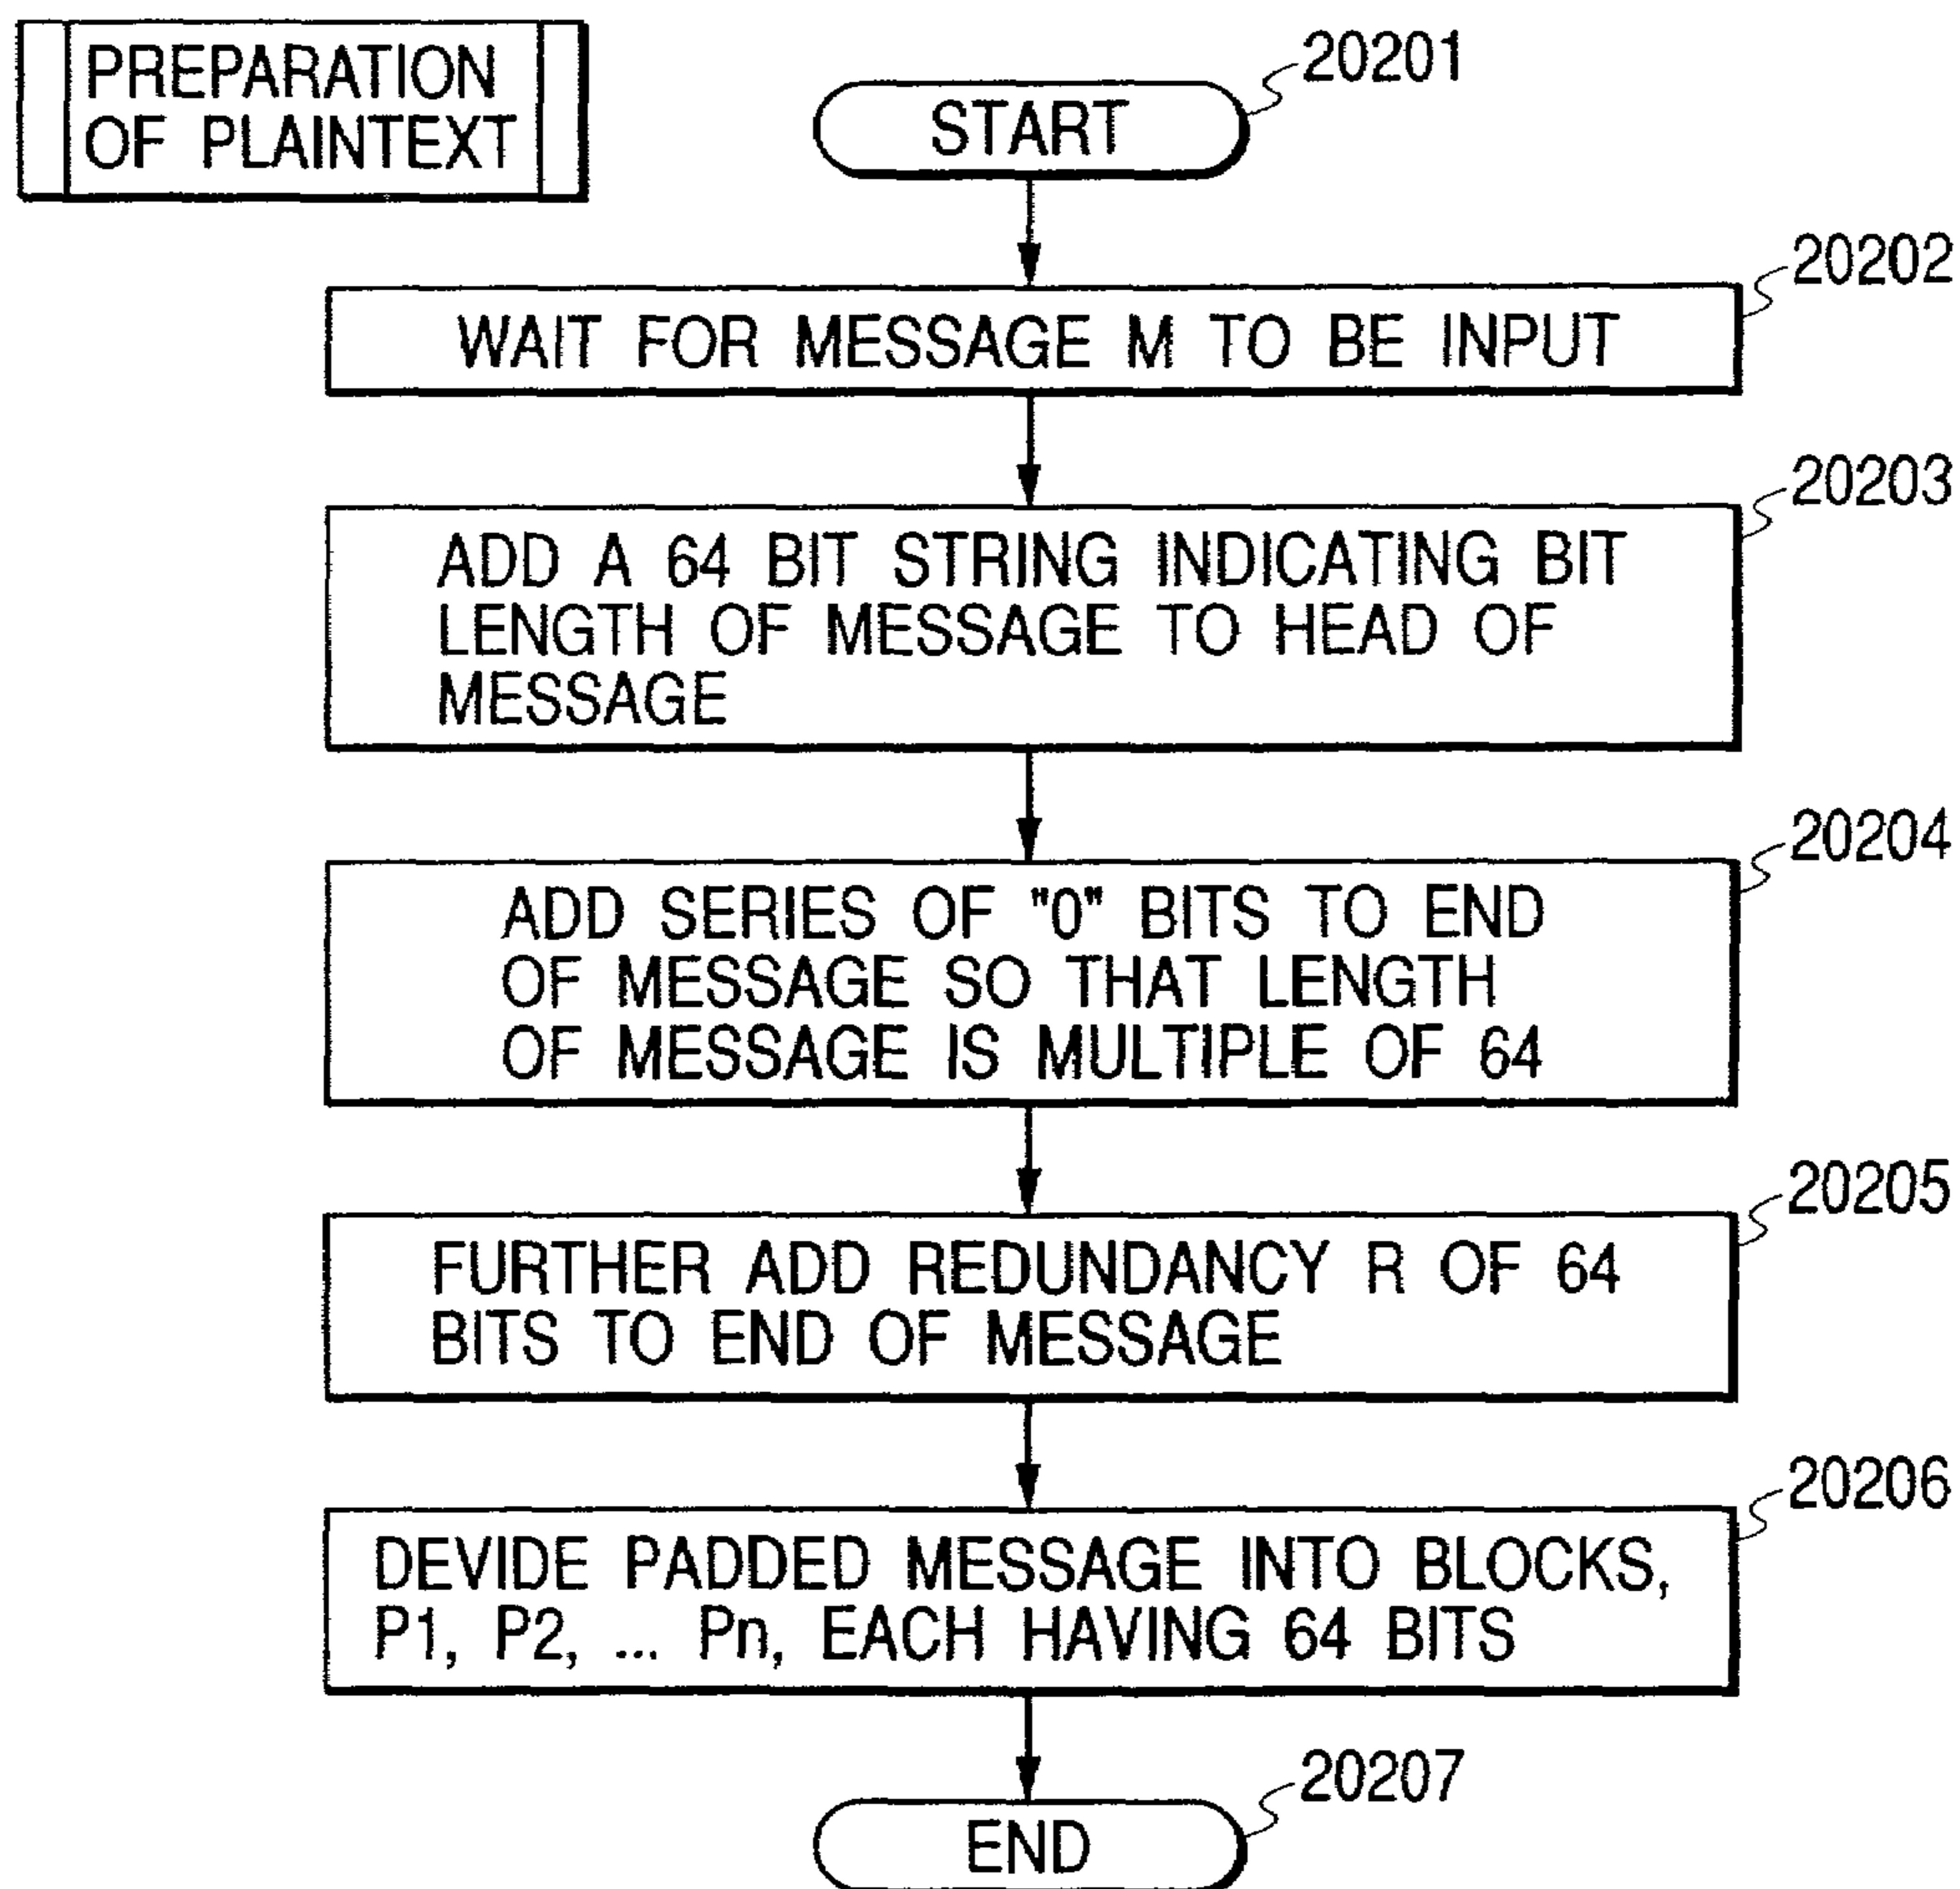 PREPARATION
OF PLAINTEXT
START
20201
WAIT FOR MESSAGE M TO BE INPUT
20202
ADD A 64 BIT STRING INDICATING BIT
LENGTH OF MESSAGE TO HEAD OF
MESSAGE
20203
ADD SERIES OF "0" BITS TO END
OF MESSAGE SO THAT LENGTH
OF MESSAGE IS MULTIPLE OF 64
20204
FURTHER ADD REDUNDANCY R OF 64
BITS TO END OF MESSAGE
20205
DEVIDE PADDED MESSAGE INTO BLOCKS,
P1, P2, ... Pn, EACH HAVING 64 BITS
20206
END
20207